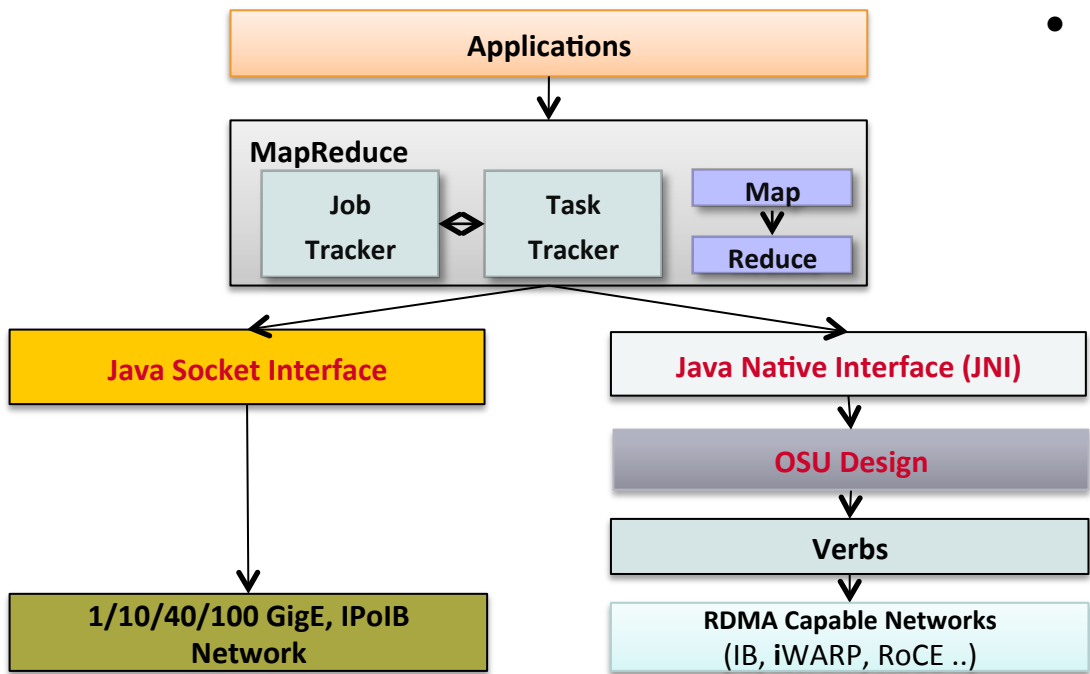 Applications
MapReduce
Job
Tracker
Task
Tracker
Map
Reduce
Java Socket Interface
Java Native Interface (JNI)
OSU Design
Verbs
1/10/40/100 GigE, IPoIB
Network
RDMA Capable Networks
(IB, iWARP, RoCE ..)